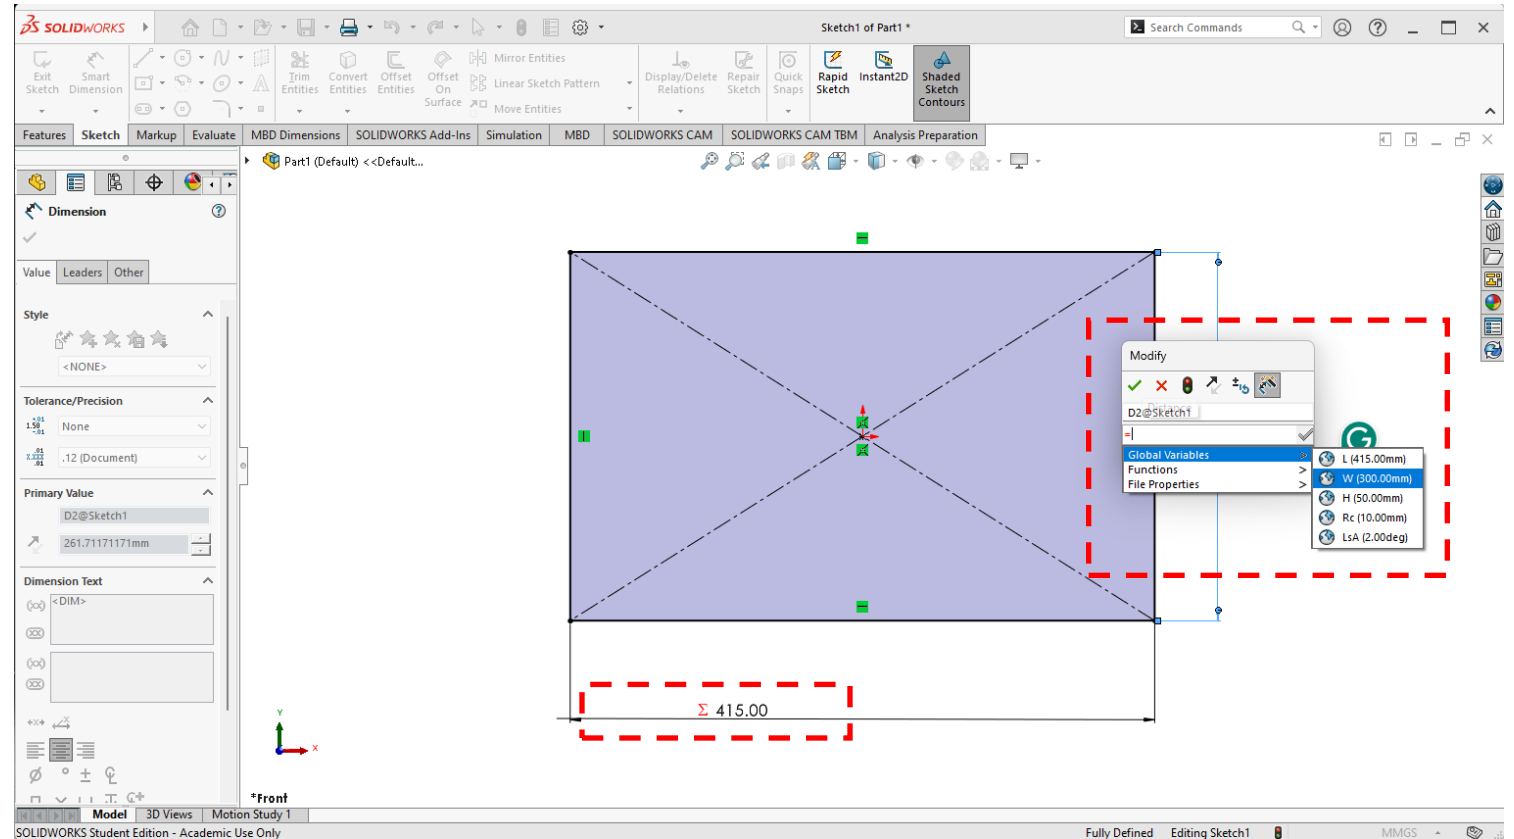 SOLIDWORKS
Sketch1 of Part1 *
Search Commands
Exit Sketch
Smart Dimension
Trim Entities
Convert Entities
Offset Entities
Offset On Surface
Mirror Entities
Linear Sketch Pattern
Move Entities
Display/Delete Relations
Repair Sketch
Quick Snaps
Rapid Sketch
Instant2D
Shaded Sketch Contours
Features Sketch Markup Evaluate MBD Dimensions SOLIDWORKS Add-Ins Simulation MBD SOLIDWORKS CAM SOLIDWORKS CAM TBM Analysis Preparation
Part1 (Default) <<Default...
Dimension
Value Leaders Other
Style
<NONE>
Tolerance/Precision
None
.12 (Document)
Primary Value
D2@Sketch1
261.71171171mm
Dimension Text
<DIM>
Modify
D2@Sketch1
=
Global Variables >
Functions >
File Properties >
L (415.00mm)
W (300.00mm)
H (50.00mm)
Rc (10.00mm)
LsA (2.00deg)
Σ 415.00
Y
X
*Front
Model 3D Views Motion Study 1
SOLIDWORKS Student Edition - Academic Use Only
Fully Defined Editing Sketch1 MMGS